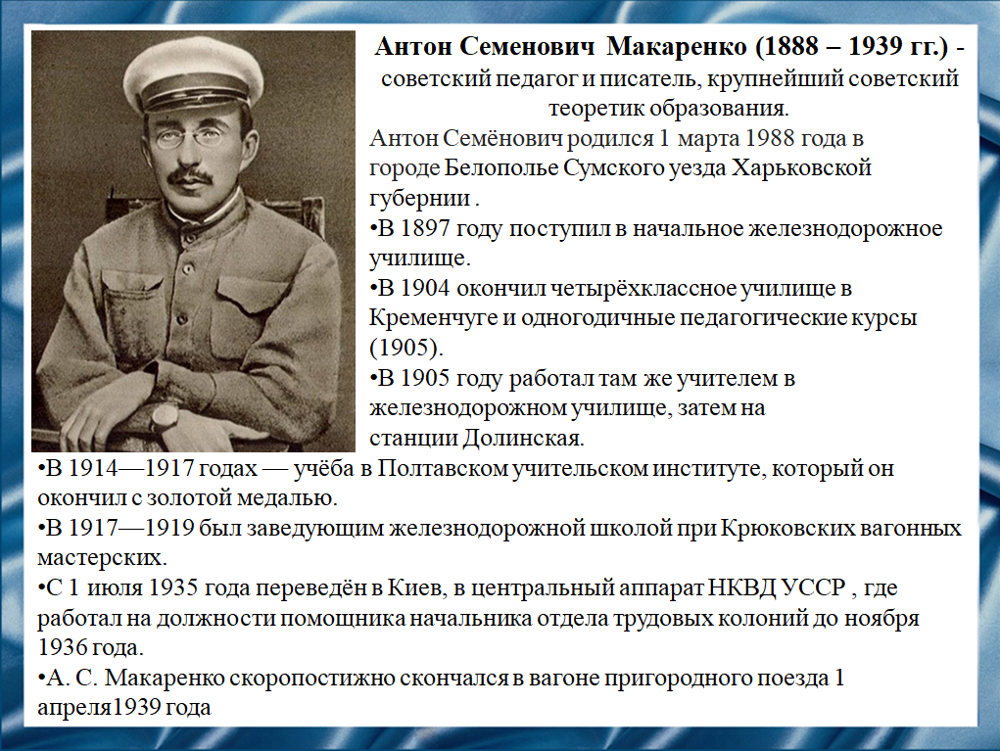 Антон Семенович Макаренко (1888 – 1939 гг.) -
советский педагог и писатель, крупнейший советский
теоретик образования.
Антон Семёнович родился 1 марта 1988 года в
городе Белополье Сумского уезда Харьковской
губернии .
•В 1897 году поступил в начальное железнодорожное
училище.
•В 1904 окончил четырёхклассное училище в
Кременчуге и одногодичные педагогические курсы
(1905).
•В 1905 году работал там же учителем в
железнодорожном училище, затем на
станции Долинская.
•В 1914—1917 годах — учёба в Полтавском учительском институте, который он
окончил с золотой медалью.
•В 1917—1919 был заведующим железнодорожной школой при Крюковских вагонных
мастерских.
•С 1 июля 1935 года переведён в Киев, в центральный аппарат НКВД УССР , где
работал на должности помощника начальника отдела трудовых колоний до ноября
1936 года.
•А. С. Макаренко скоропостижно скончался в вагоне пригородного поезда 1
апреля1939 года